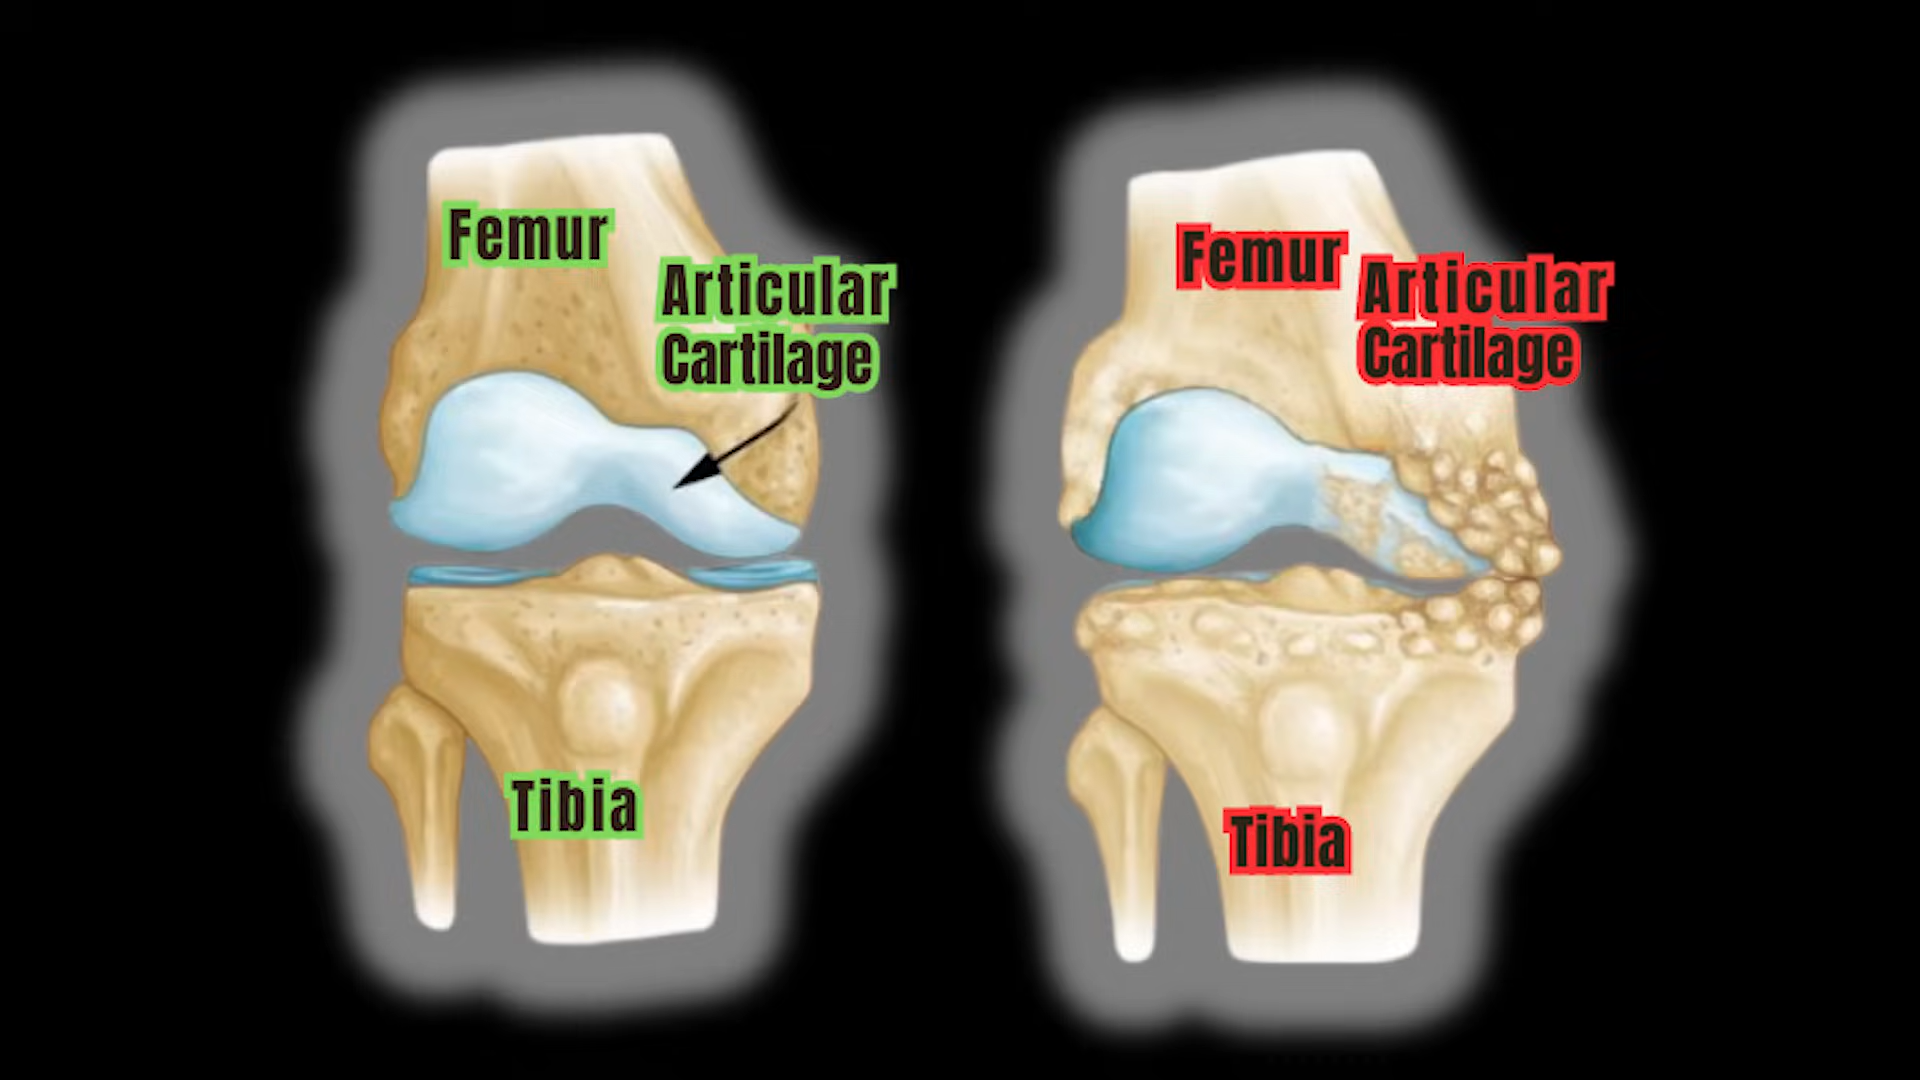 Femur
Articular
Cartilage
Tibia
Femur
Articular
Cartilage
Tibia